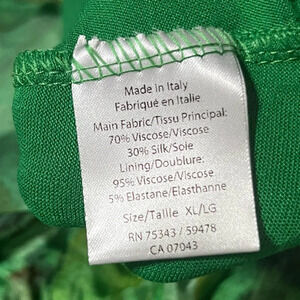 Made in Italy
Fabriqué en Italie
Main Fabric/Tissu Principal:
70% Viscose/Viscose
30% Silk/Soie
Lining/Doublure:
95% Viscose/Viscose
5% Elastane/Elasthanne
Size/Taille XL/LG
RN 75343 / 59478
CA 07043